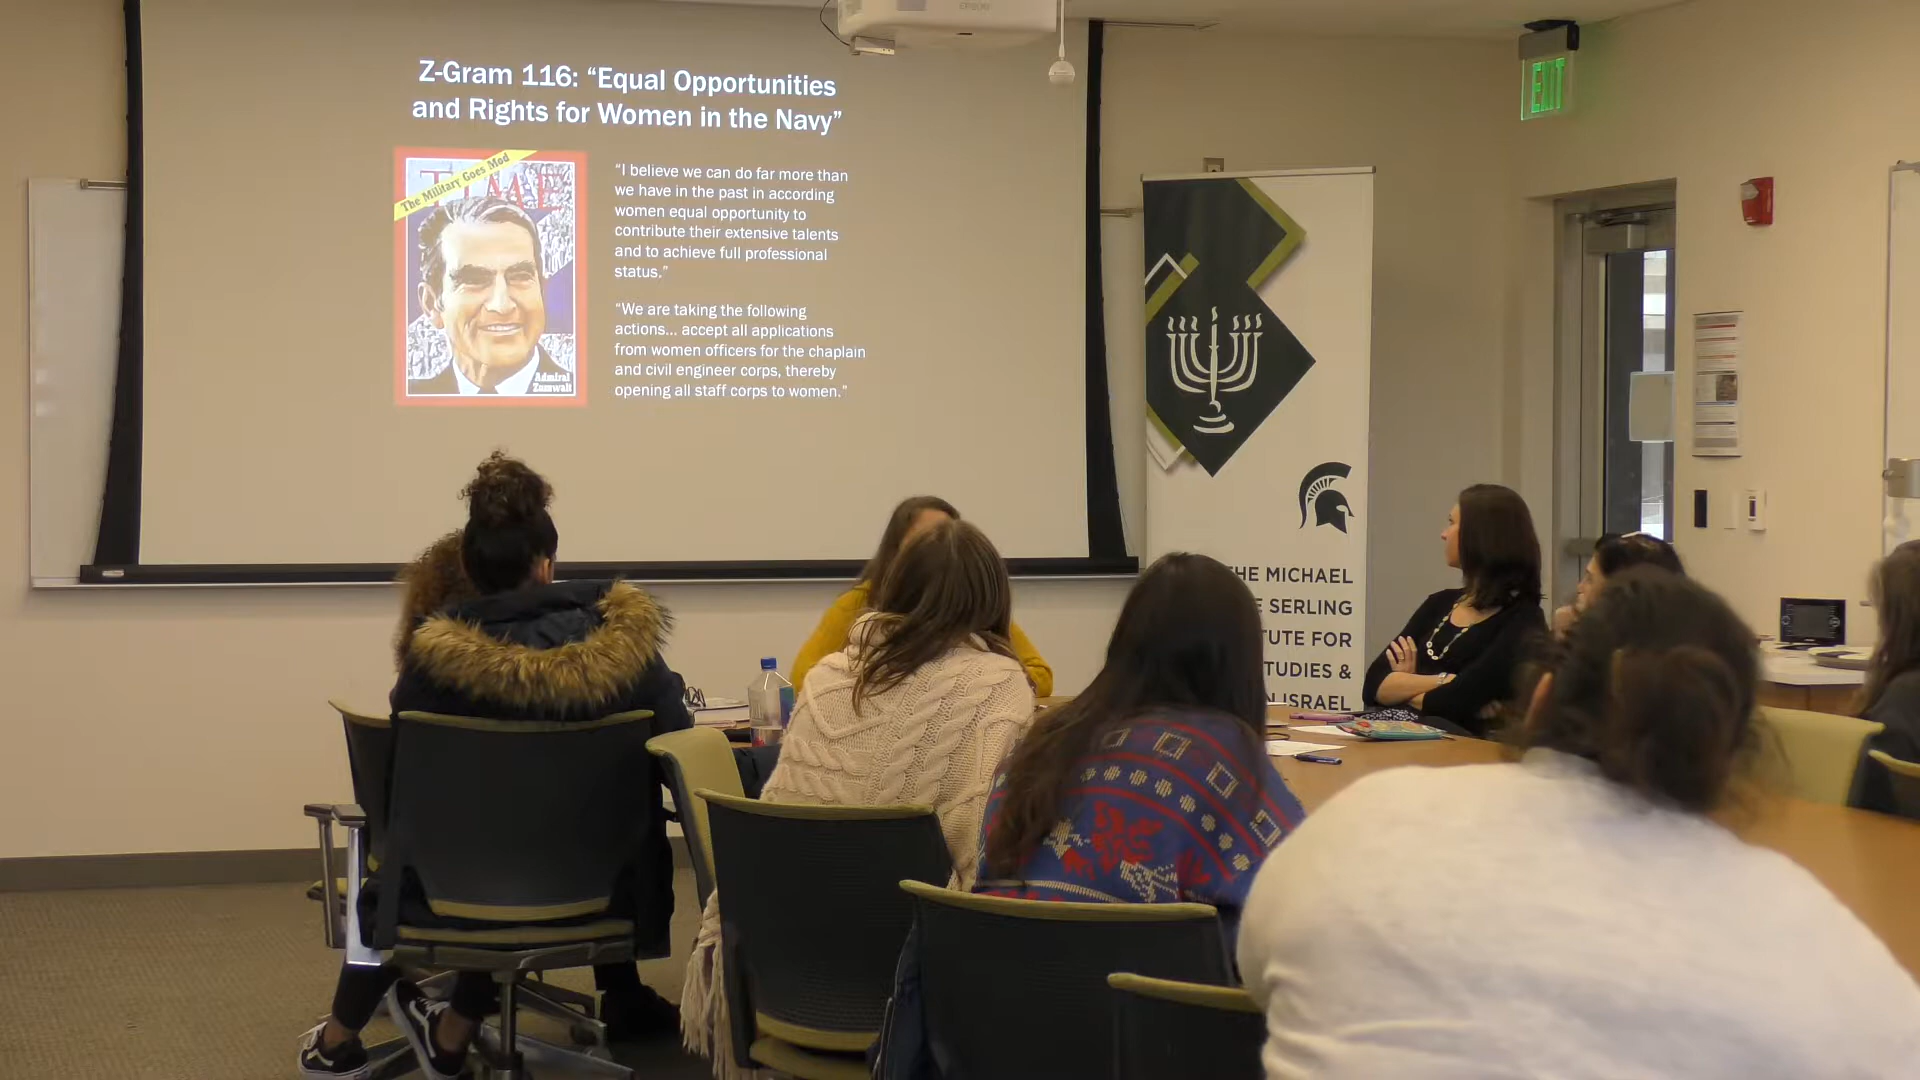 EPSON
Z-Gram 116: “Equal Opportunities
and Rights for Women in the Navy”
The Military Goes Mod
TIME
Admiral
Zumwalt
“I believe we can do far more than
we have in the past in according
women equal opportunity to
contribute their extensive talents
and to achieve full professional
status.”
“We are taking the following
actions... accept all applications
from women officers for the chaplain
and civil engineer corps, thereby
opening all staff corps to women.”
EXIT
HE MICHAEL
E SERLING
TUTE FOR
STUDIES &
N ISRAEL